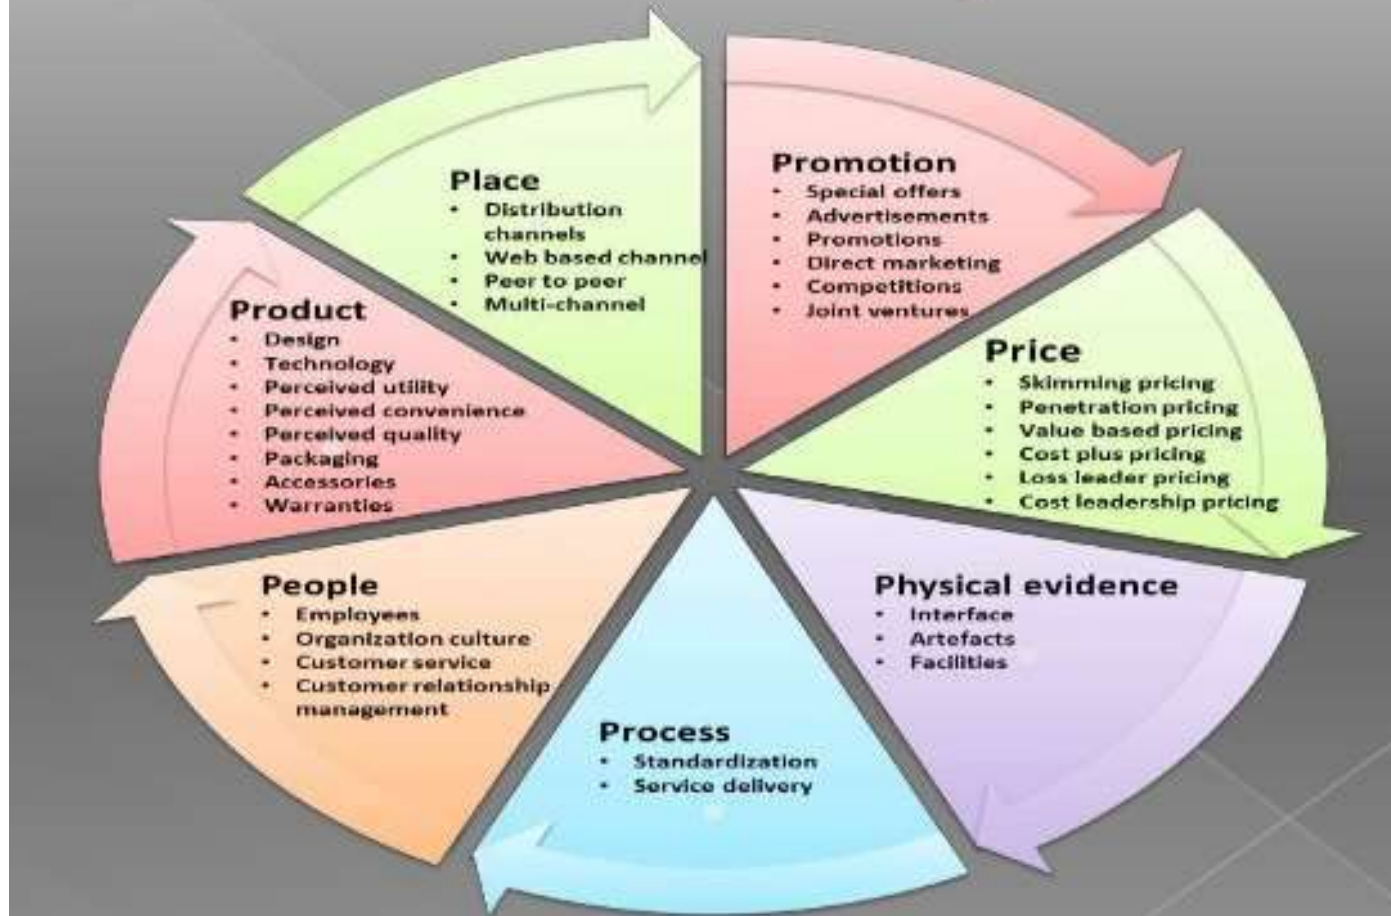 Place
• Distribution
channels
• Web based channel
• Peer to peer
• Multi-channel
Promotion
• Special offers
• Advertisements
• Promotions
• Direct marketing
• Competitions
• Joint ventures
Product
• Design
• Technology
• Perceived utility
• Perceived convenience
• Perceived quality
• Packaging
• Accessories
• Warranties
Price
• Skimming pricing
• Penetration pricing
• Value based pricing
• Cost plus pricing
• Loss leader pricing
• Cost leadership pricing
People
• Employees
• Organization culture
• Customer service
• Customer relationship
management
Physical evidence
• Interface
• Artefacts
• Facilities
Process
• Standardization
• Service delivery